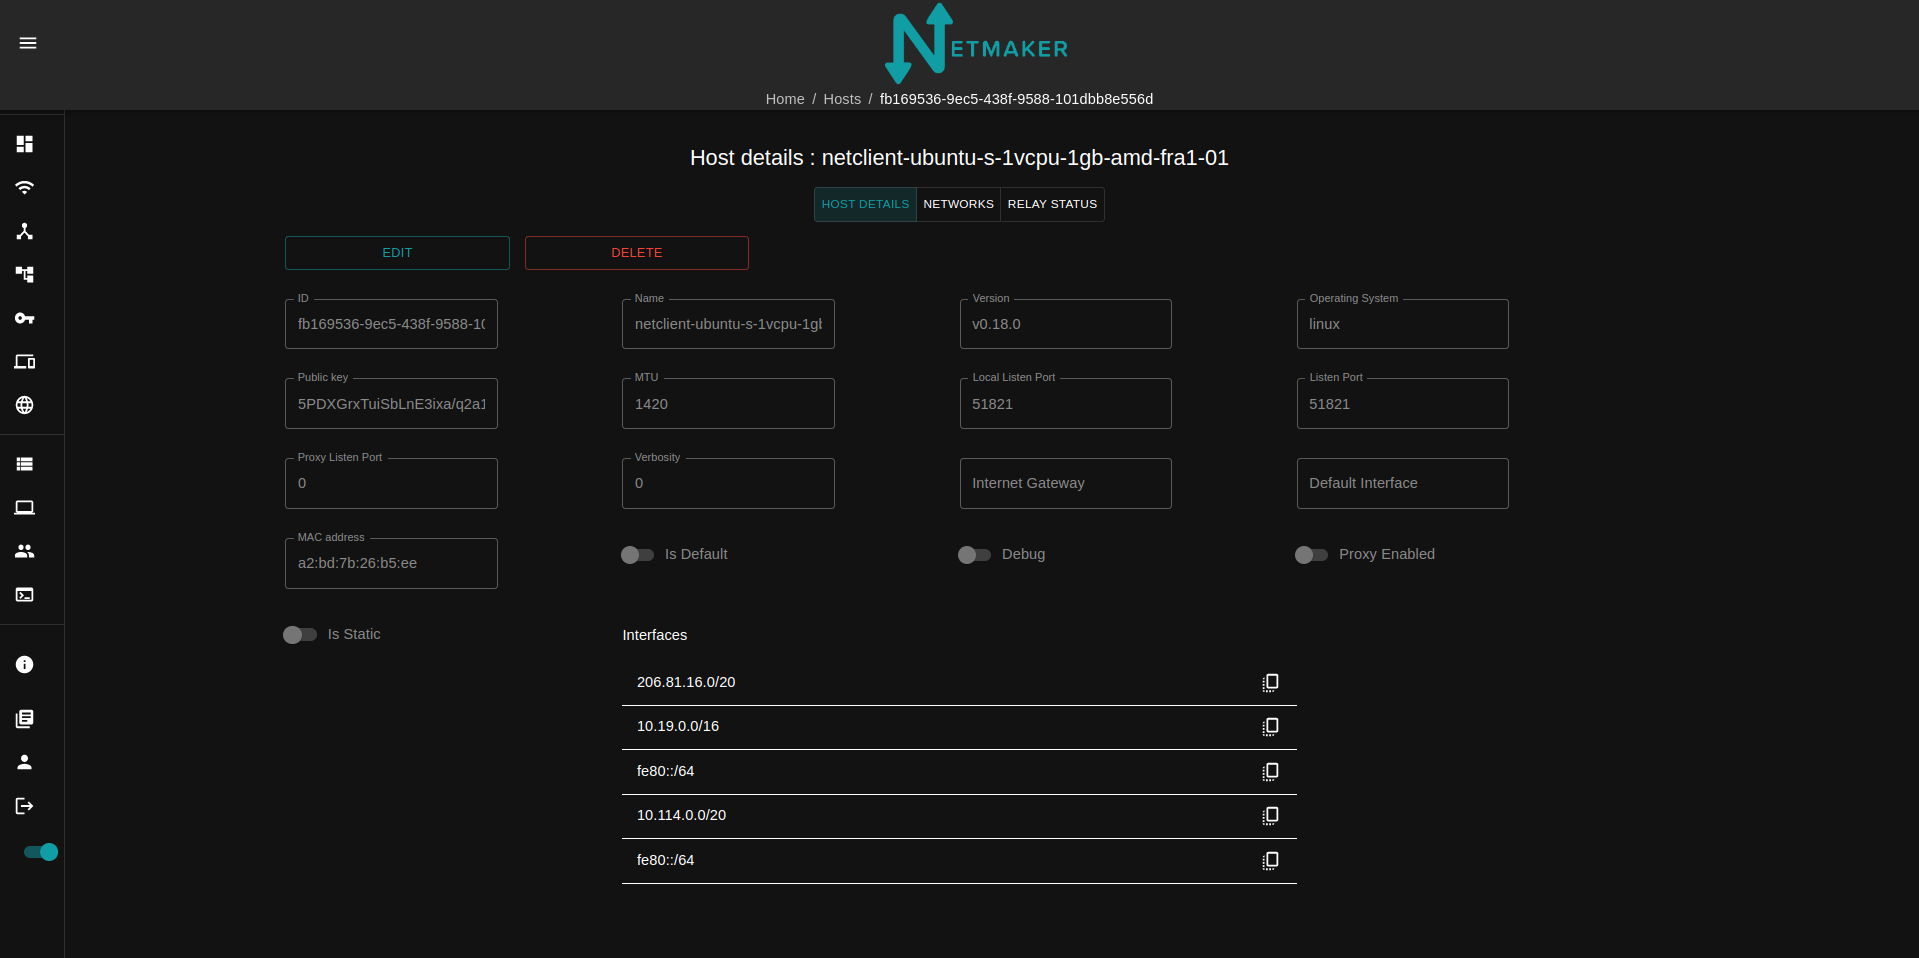 NETMAKER
Home / Hosts / fb169536-9ec5-438f-9588-101dbb8e556d
Host details : netclient-ubuntu-s-1vcpu-1gb-amd-fra1-01
HOST DETAILS NETWORKS RELAY STATUS
EDIT DELETE
ID Name Version Operating System
fb169536-9ec5-438f-9588-10 netclient-ubuntu-s-1vcpu-1gb v0.18.0 linux
Public key MTU Local Listen Port Listen Port
5PDXGrxTuiSbLnE3ixa/q2a1 1420 51821 51821
Proxy Listen Port Verbosity
0 0 Internet Gateway Default Interface
MAC address
a2:bd:7b:26:b5:ee Is Default Debug Proxy Enabled
Is Static Interfaces
206.81.16.0/20
10.19.0.0/16
fe80::/64
10.114.0.0/20
fe80::/64